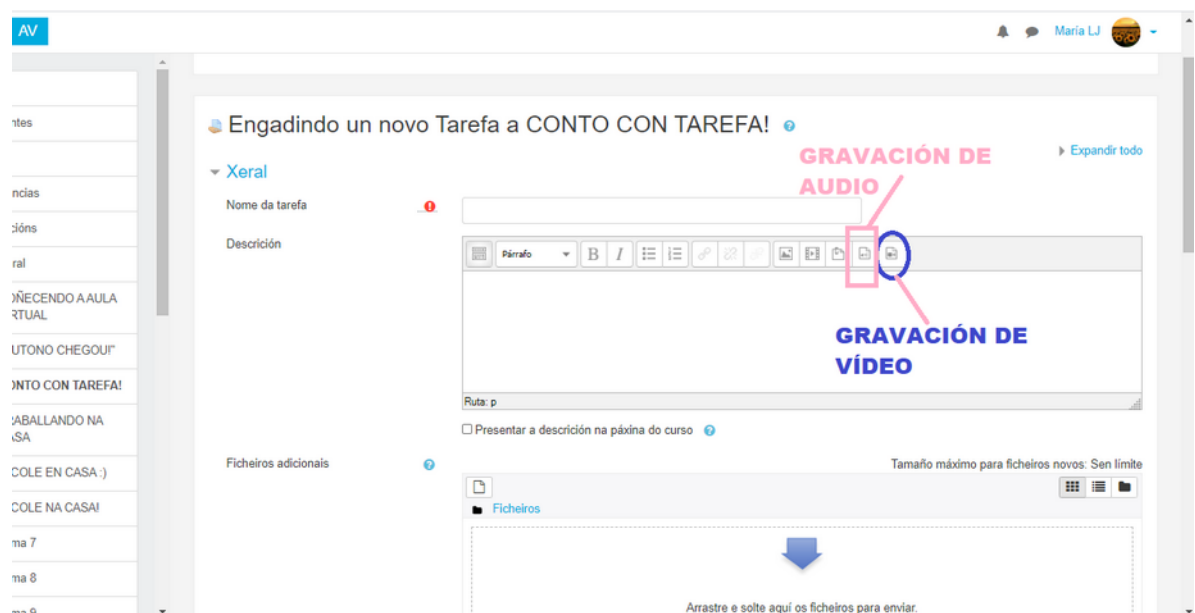 AV
María LJ
ntes
ncias
cións
ral
OÑECENDO A AULA
RTUAL
UTONO CHEGOU!"
ONTO CON TAREFA!
RABALLANDO NA
ASA
COLE EN CASA :)
COLE NA CASA!
ma 7
ma 8
ma 9
Engadindo un novo Tarefa a CONTO CON TAREFA!
Expandir todo
Xeral
GRAVACIÓN DE
AUDIO
Nome da tarefa
Descrición
Párrafo
B I
GRAVACIÓN DE
VÍDEO
Ruta: p
Presentar a descrición na páxina do curso
Ficheiros adicionais
Tamaño máximo para ficheiros novos: Sen límite
Ficheiros
Arrastre e solte aquí os ficheiros para enviar.